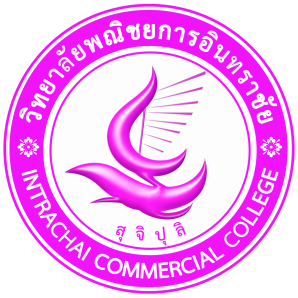 วิทยาลัยพณิชยการอินทราชัย
สุ จิ ปุ ลิ
INTRACHAI COMMERCIAL COLLEGE